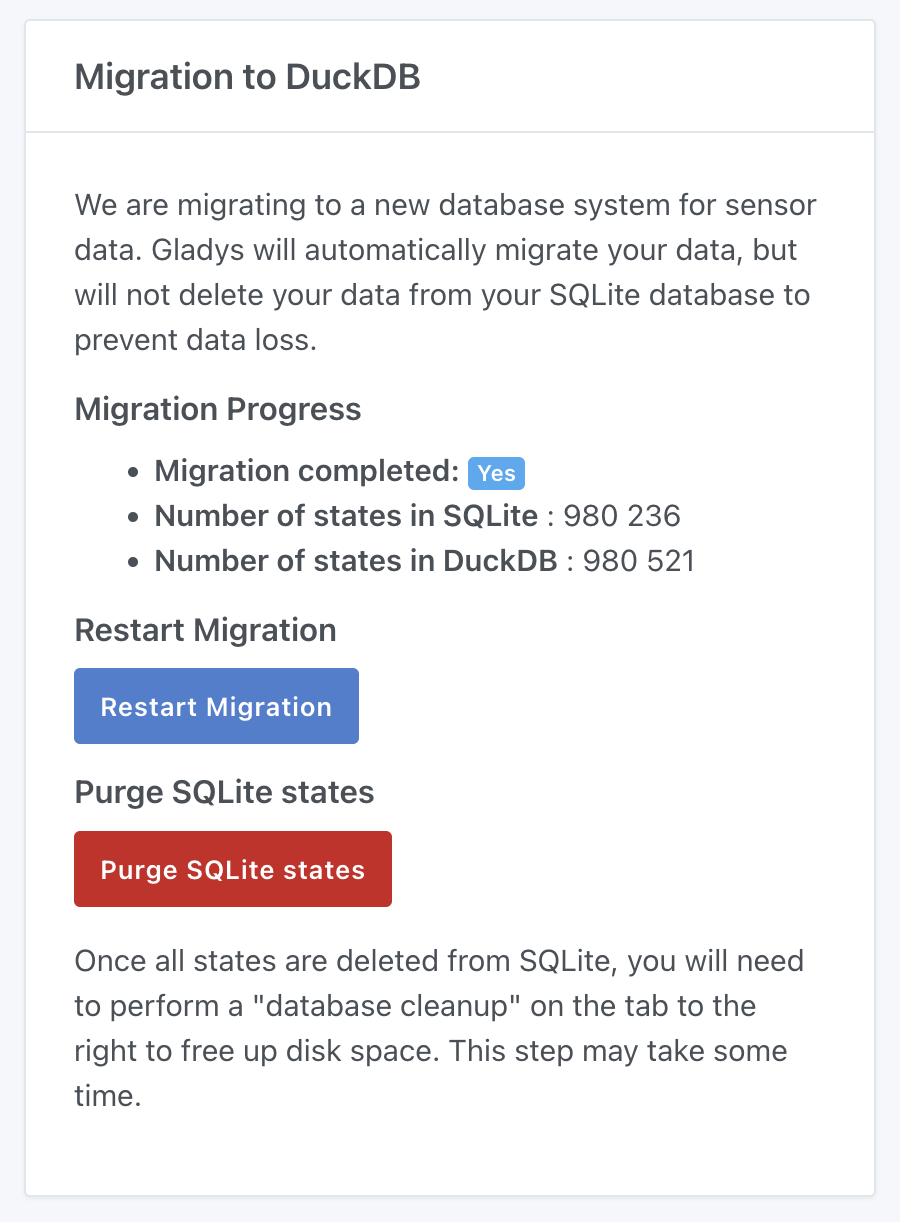 Migration to DuckDB
We are migrating to a new database system for sensor
data. Gladys will automatically migrate your data, but
will not delete your data from your SQLite database to
prevent data loss.
Migration Progress
• Migration completed: Yes
• Number of states in SQLite : 980 236
• Number of states in DuckDB : 980 521
Restart Migration
Restart Migration
Purge SQLite states
Purge SQLite states
Once all states are deleted from SQLite, you will need
to perform a "database cleanup" on the tab to the
right to free up disk space. This step may take some
time.